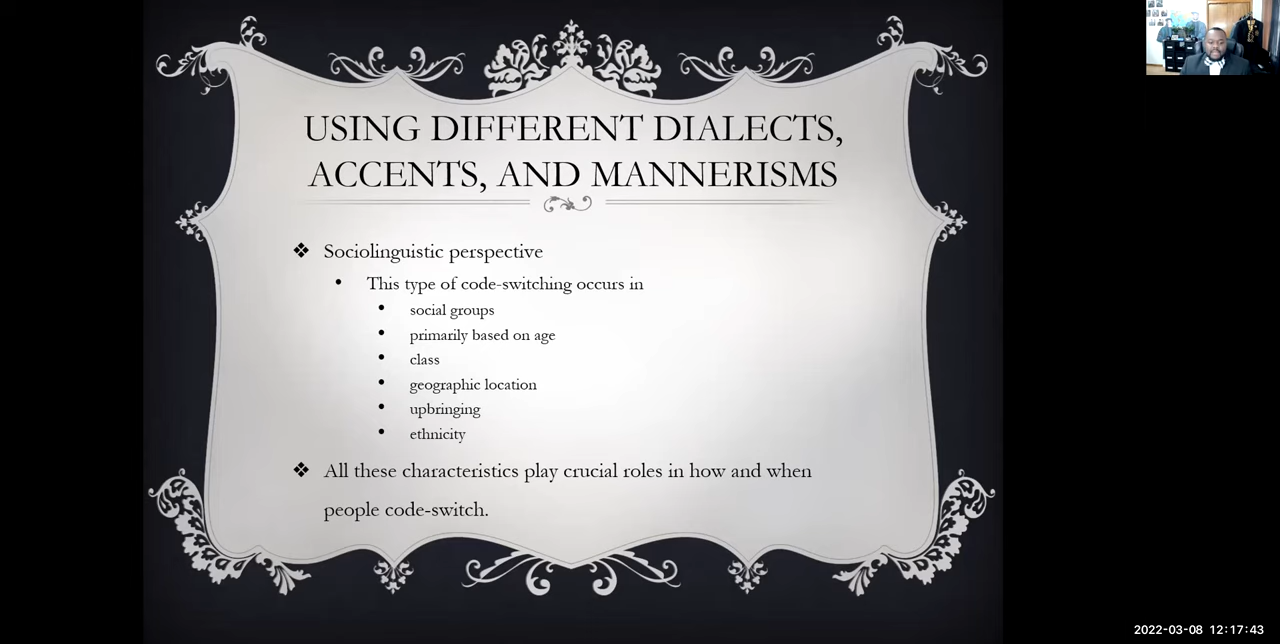 USING DIFFERENT DIALECTS,
ACCENTS, AND MANNERISMS
❖ Sociolinguistic perspective
• This type of code-switching occurs in
• social groups
• primarily based on age
• class
• geographic location
• upbringing
• ethnicity
❖ All these characteristics play crucial roles in how and when
people code-switch.
2022-03-08 12:17:43